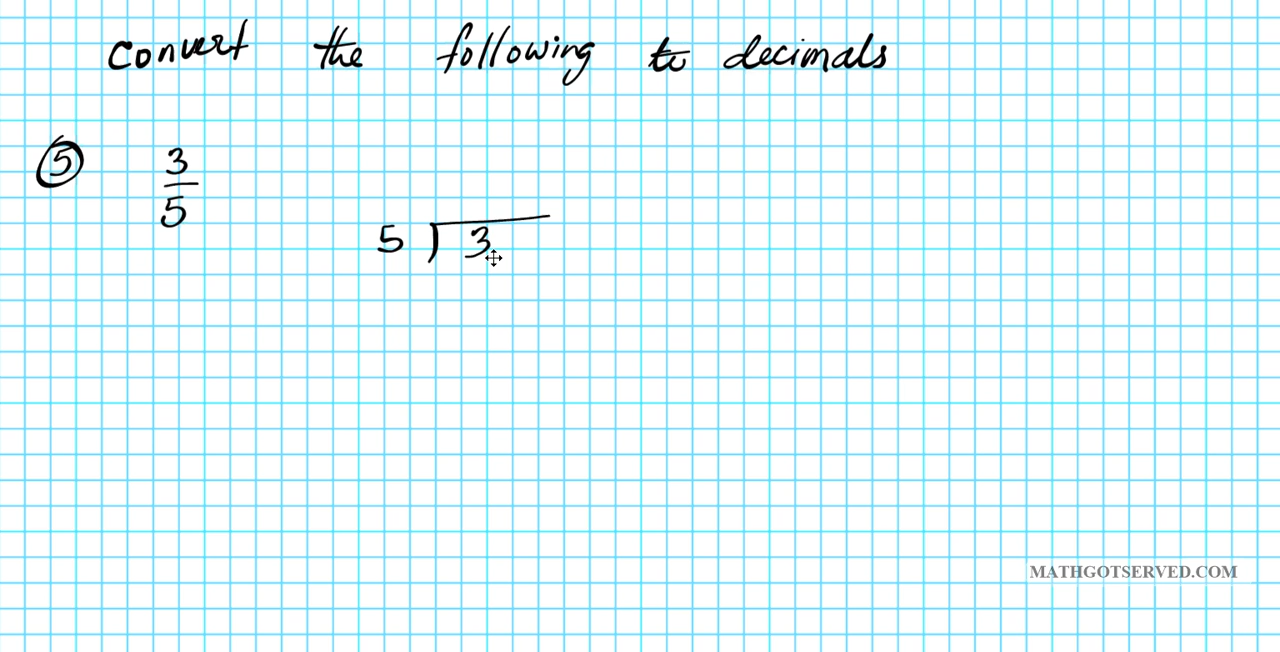 convert the following to decimals
5 3
5
5 ) 3
MATHGOTSERVED.COM